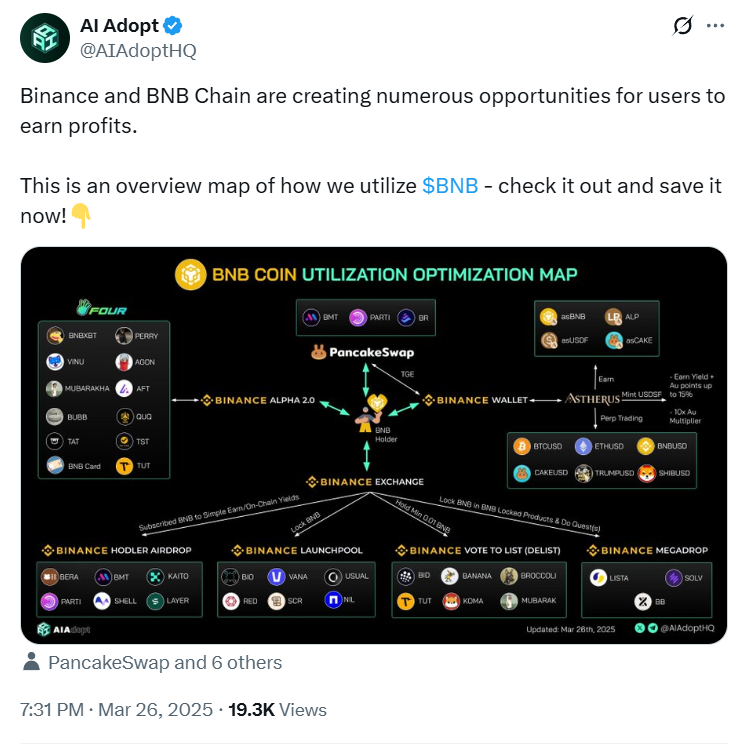 AI Adopt
@AIAdoptHQ
Binance and BNB Chain are creating numerous opportunities for users to
earn profits.
This is an overview map of how we utilize $BNB - check it out and save it
now!👇
BNB COIN UTILIZATION OPTIMIZATION MAP
FOUR
BNBXBT PERRY
VINU AGON
MUBARAKHA AFT
BUBB QUQ
TAT TST
BNB Card TUT
BINANCE ALPHA 2.0
BMT PARTI BR
PancakeSwap
TGE
BNB
Holder
BINANCE WALLET
asBNB ALP
asUSDF asCAKE
Earn
ASTHERUS
Mint USDSF
- Earn Yield +
Au points up
to 15%
- 10x Au
Multiplier
Perp Trading
BTCUSD ETHUSD BNBUSD
CAKEUSD TRUMPUSD SHIBUSD
BINANCE EXCHANGE
Subscribed BNB to Simple Earn/On-Chain Yields
Lock BNB
Hold Min 0.01 BNB
Lock BNB in BNB Locked Products & Do Quest(s)
BINANCE HODLER AIRDROP
BERA BMT KAITO
PARTI SHELL LAYER
BINANCE LAUNCHPOOL
BIO VANA USUAL
RED SCR NIL
BINANCE VOTE TO LIST (DELIST)
BID BANANA BROCCOLI
TUT KOMA MUBARAK
BINANCE MEGADROP
LISTA SOLV
BB
AIAdopt
Updated: Mar 26th, 2025
@AIAdoptHQ
PancakeSwap and 6 others
7:31 PM · Mar 26, 2025 · 19.3K Views